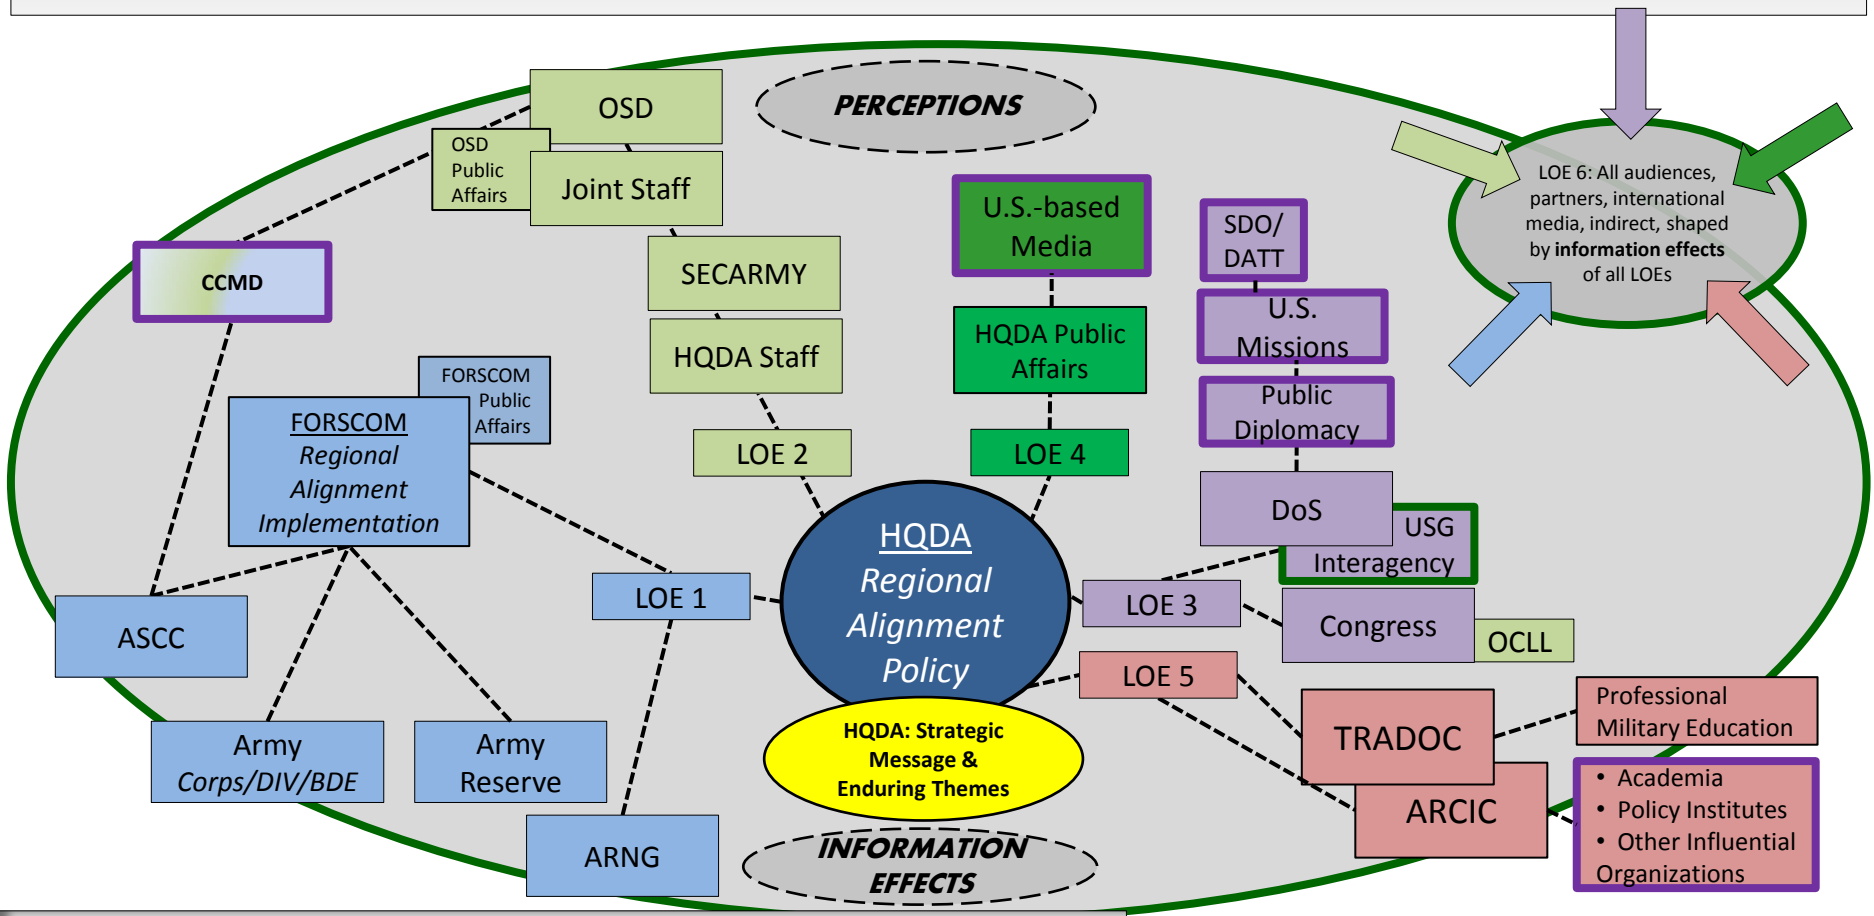 PERCEPTIONS
OSD
OSD
Public
Affairs
Joint Staff
CCMD
SECARMY
HQDA Staff
LOE 2
U.S.-based
Media
HQDA Public
Affairs
LOE 4
SDO/
DATT
U.S.
Missions
Public
Diplomacy
DoS
USG
Interagency
LOE 6: All audiences,
partners, international
media, indirect, shaped
by information effects
of all LOEs
FORSCOM
Public
Affairs
FORSCOM
Regional
Alignment
Implementation
LOE 1
ASCC
Army
Corps/DIV/BDE
Army
Reserve
ARNG
HQDA
Regional
Alignment
Policy
HQDA: Strategic
Message &
Enduring Themes
LOE 3
Congress
OCLL
LOE 5
TRADOC
ARCIC
Professional
Military Education
• Academia
• Policy Institutes
• Other Influential
Organizations
INFORMATION
EFFECTS